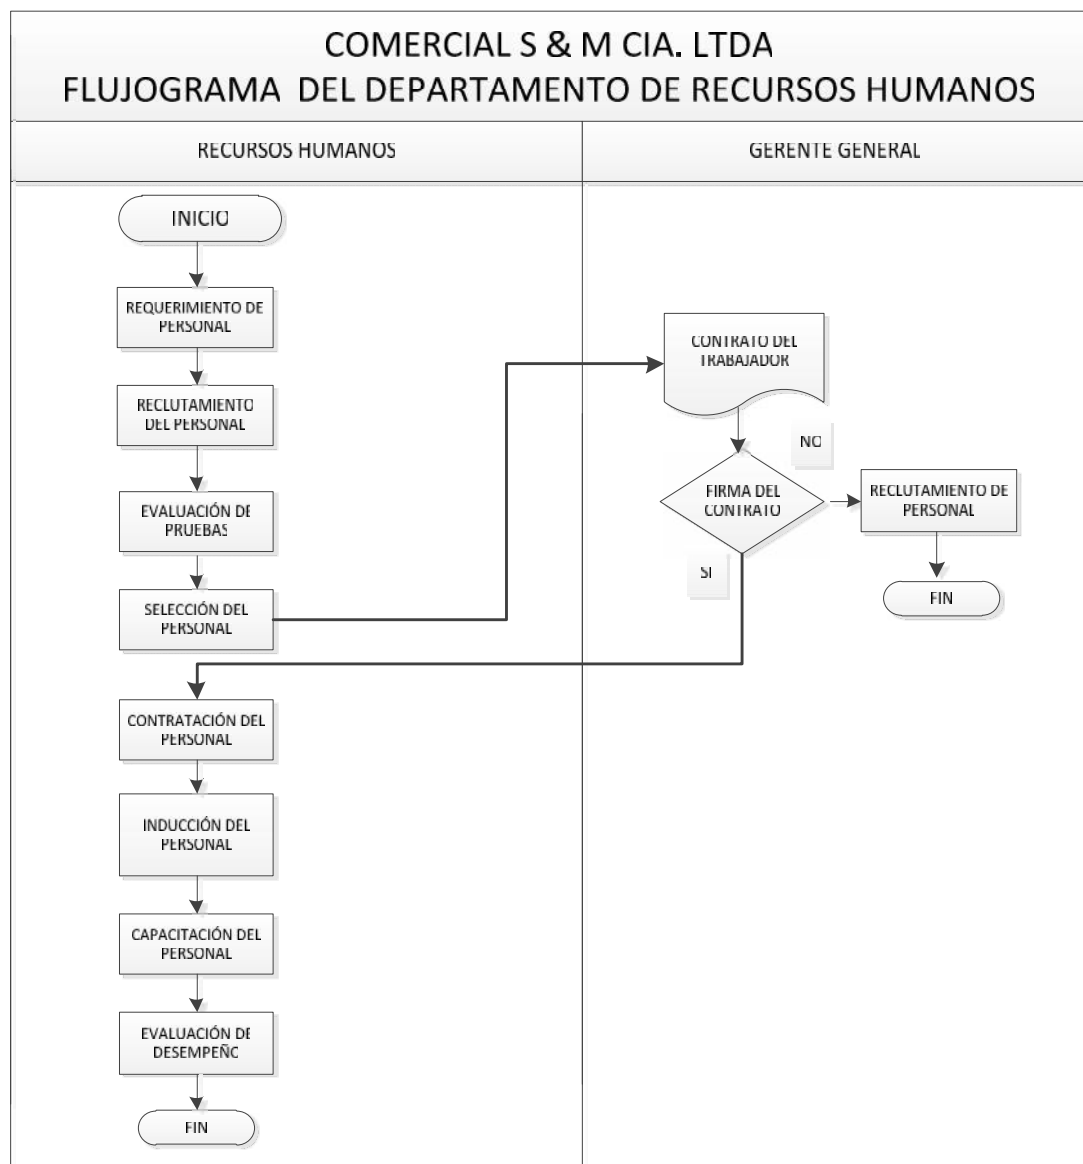 COMERCIAL S & M CIA. LTDA
FLUJOGRAMA DEL DEPARTAMENTO DE RECURSOS HUMANOS
RECURSOS HUMANOS
GERENTE GENERAL
INICIO
REQUERIMIENTO DE
PERSONAL
RECLUTAMIENTO
DEL PERSONAL
EVALUACIÓN DE
PRUEBAS
SELECCIÓN DEL
PERSONAL
CONTRATO DEL
TRABAJADOR
NO
FIRMA DEL
CONTRATO
RECLUTAMIENTO DE
PERSONAL
SI
FIN
CONTRATACIÓN DEL
PERSONAL
INDUCCIÓN DEL
PERSONAL
CAPACITACIÓN DEL
PERSONAL
EVALUACIÓN DE
DESEMPEÑO
FIN